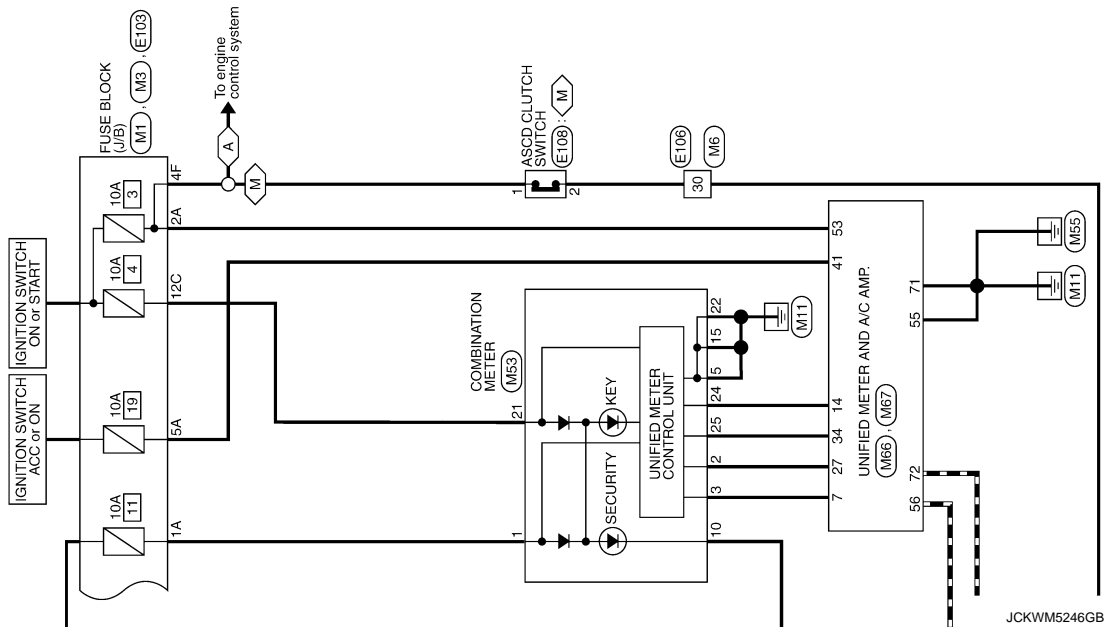 IGNITION SWITCH
ON or START
IGNITION SWITCH
ACC or ON
FUSE BLOCK
(J/B)
M1 , M3 , E103
10A
3
10A
4
10A
19
10A
11
4F
2A
12C
5A
1A
A
To engine
control system
M
ASCD CLUTCH
SWITCH
E108 : M
1
2
E106
M6
30
COMBINATION
METER
M53
21
1
KEY
SECURITY
UNIFIED METER
CONTROL UNIT
22
15
5
24
25
2
3
10
M11
53
41
14
34
27
7
UNIFIED METER AND A/C AMP.
M66 , M67
71
55
72
56
M55
M11
JCKWM5246GB